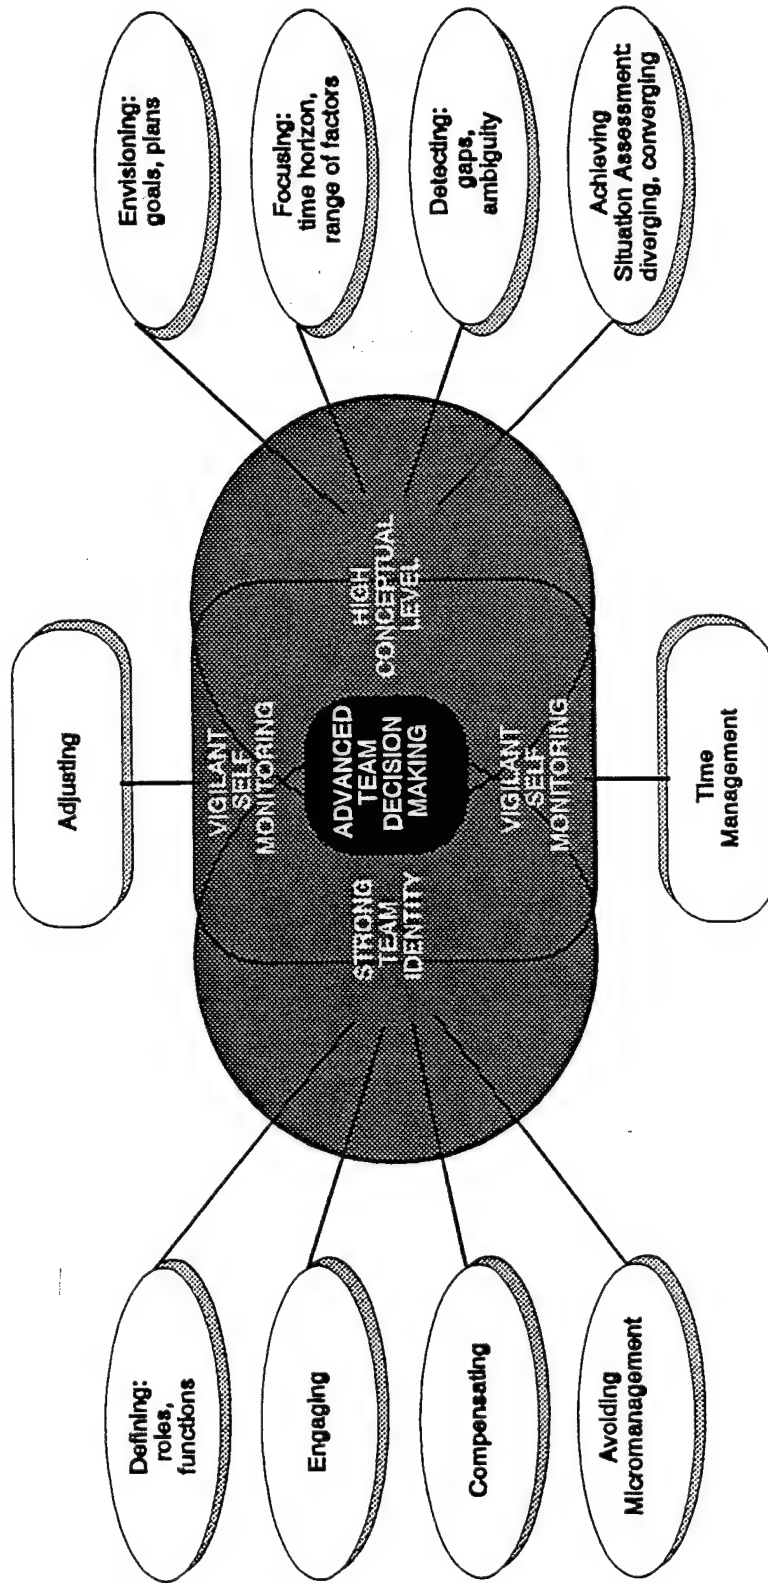 Adjusting
Defining:
roles,
functions
Engaging
Compensating
Avoiding
Micromanagement
VIGILANT
SELF
MONITORING
STRONG
TEAM
IDENTITY
ADVANCED
TEAM
DECISION
MAKING
HIGH
CONCEPTUAL
LEVEL
VIGILANT
SELF
MONITORING
Envisioning:
goals, plans
Focusing:
time horizon,
range of factors
Detecting:
gaps,
ambiguity
Achieving
Situation Assessment:
diverging, converging
Time
Management